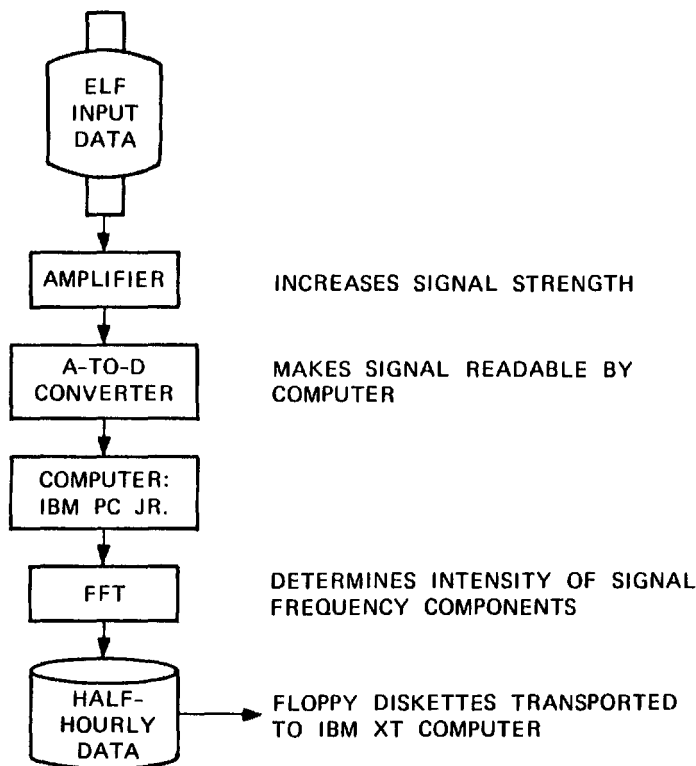 ELF
INPUT
DATA
AMPLIFIER
INCREASES SIGNAL STRENGTH
A-TO-D
CONVERTER
MAKES SIGNAL READABLE BY
COMPUTER
COMPUTER:
IBM PC JR.
FFT
DETERMINES INTENSITY OF SIGNAL
FREQUENCY COMPONENTS
HALF-
HOURLY
DATA
FLOPPY DISKETTES TRANSPORTED
TO IBM XT COMPUTER